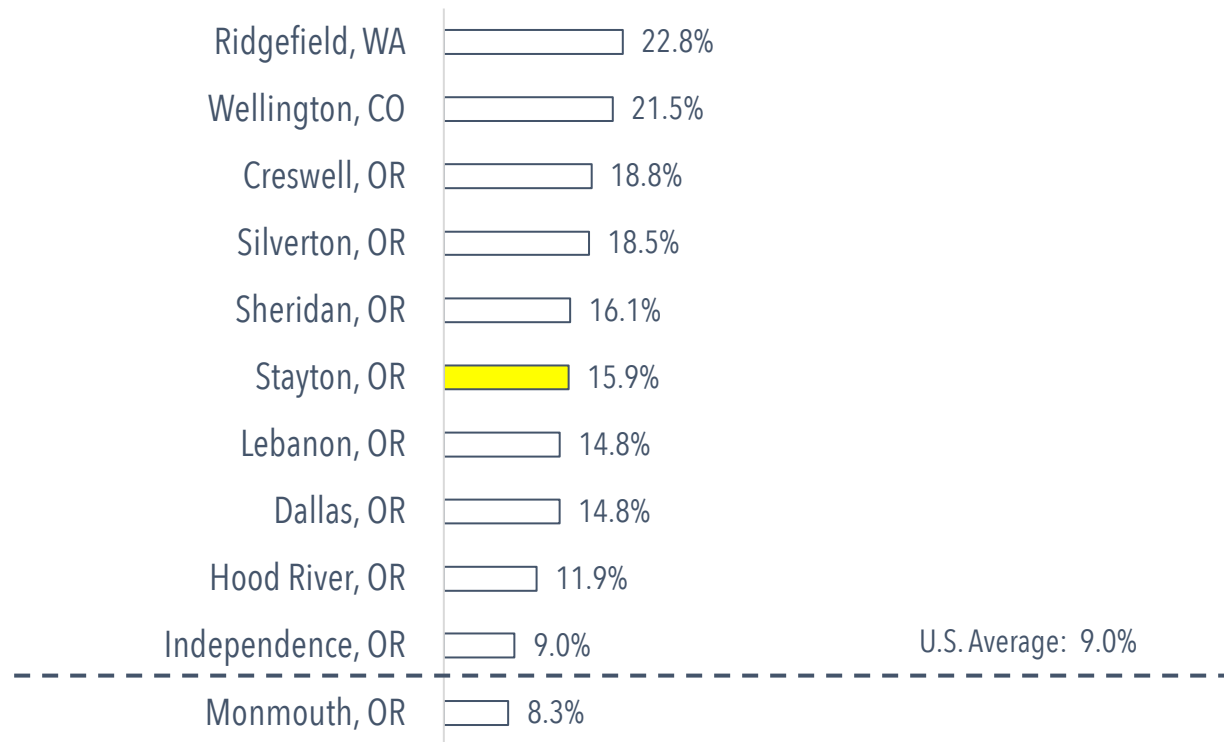 Ridgefield, WA 22.8%
Wellington, CO 21.5%
Creswell, OR 18.8%
Silverton, OR 18.5%
Sheridan, OR 16.1%
Stayton, OR 15.9%
Lebanon, OR 14.8%
Dallas, OR 14.8%
Hood River, OR 11.9%
Independence, OR 9.0% U.S. Average: 9.0%
Monmouth, OR 8.3%